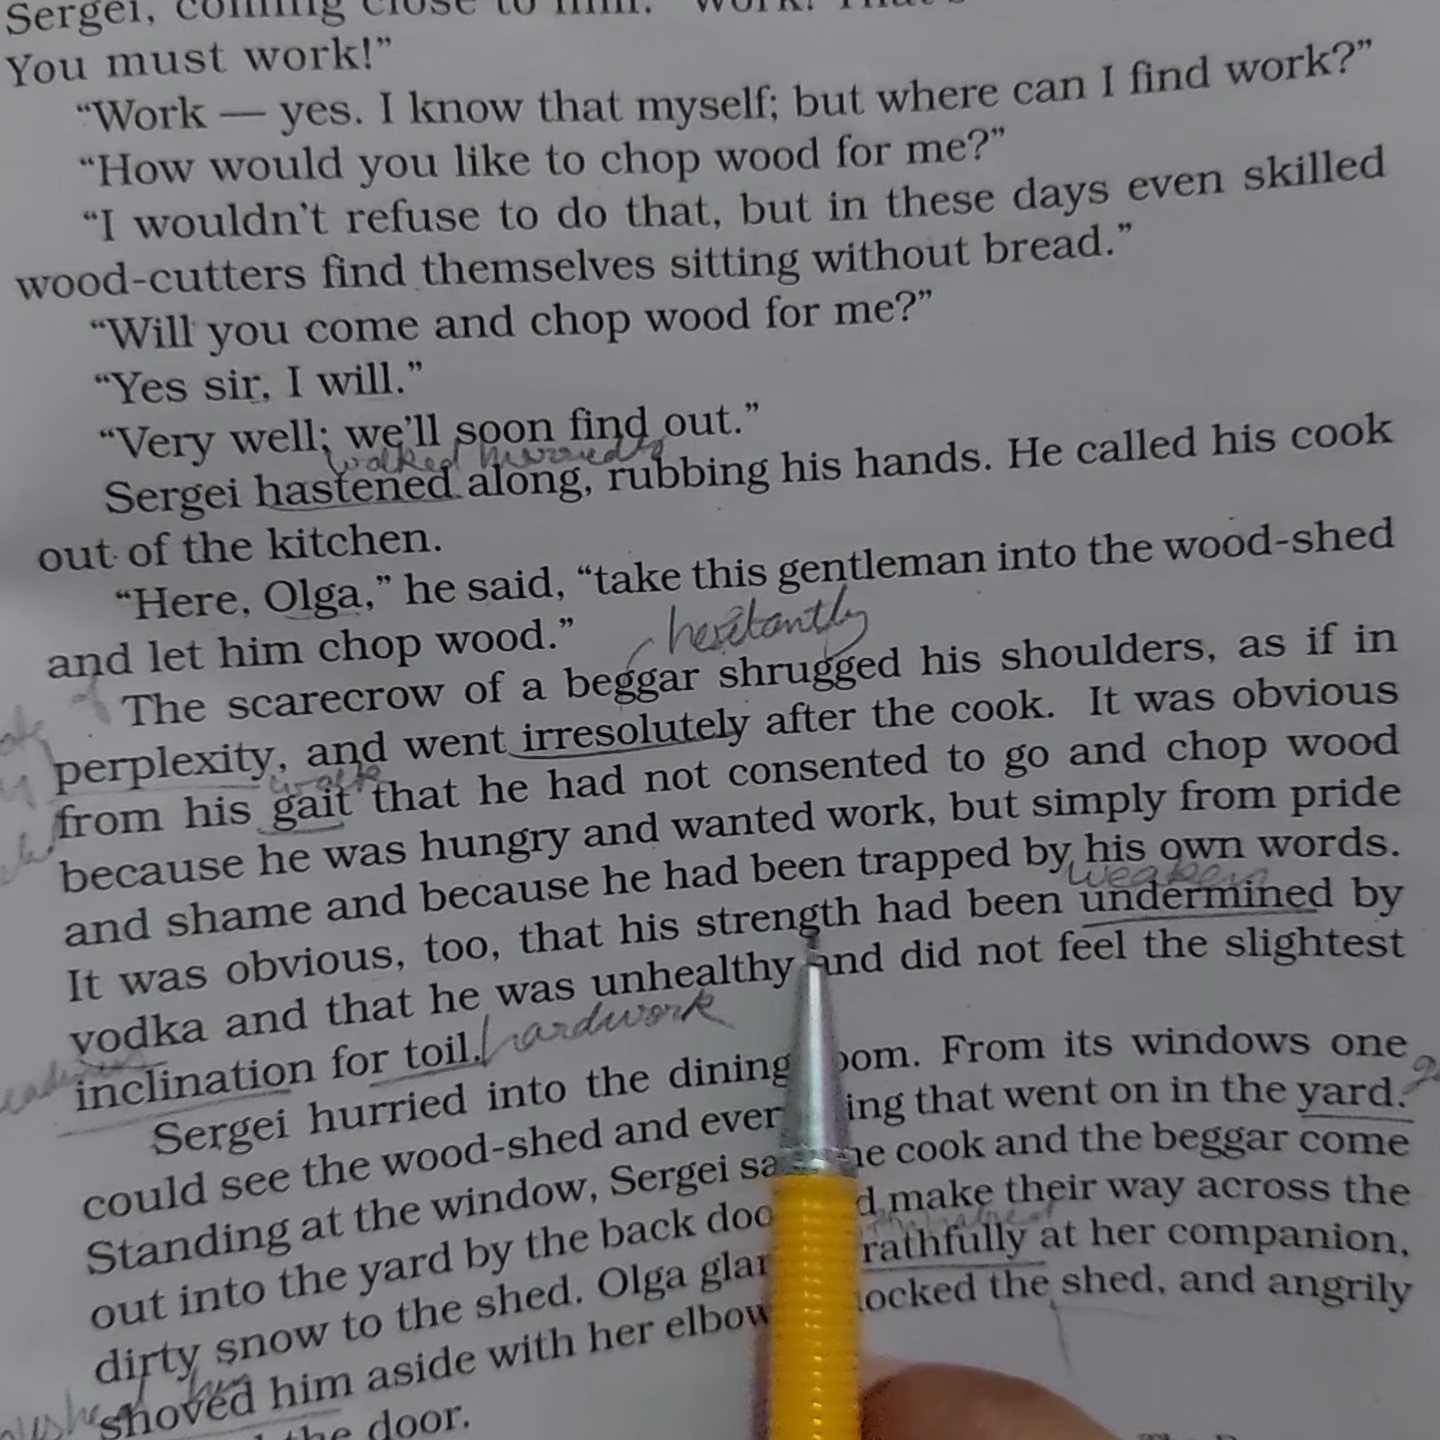 Sergei, coming close to him. "Work! That's
You must work!"
"Work — yes. I know that myself; but where can I find work?"
"How would you like to chop wood for me?"
"I wouldn't refuse to do that, but in these days even skilled
wood-cutters find themselves sitting without bread."
"Will you come and chop wood for me?"
"Yes sir, I will."
"Very well; we'll soon find out."
walked hurriedly
Sergei hastened along, rubbing his hands. He called his cook
out of the kitchen.
"Here, Olga," he said, "take this gentleman into the wood-shed
and let him chop wood."
hesitantly
The scarecrow of a beggar shrugged his shoulders, as if in
perplexity, and went irresolutely after the cook. It was obvious
walk
from his gait that he had not consented to go and chop wood
because he was hungry and wanted work, but simply from pride
and shame and because he had been trapped by his own words.
weaken
It was obvious, too, that his strength had been undermined by
vodka and that he was unhealthy and did not feel the slightest
inclination for toil. hardwork
Sergei hurried into the dining oom. From its windows one
could see the wood-shed and ever ing that went on in the yard.
Standing at the window, Sergei sa he cook and the beggar come
out into the yard by the back doo d make their way across the
dirty snow to the shed. Olga glar rathfully at her companion,
shoved him aside with her elbow locked the shed, and angrily
the door.